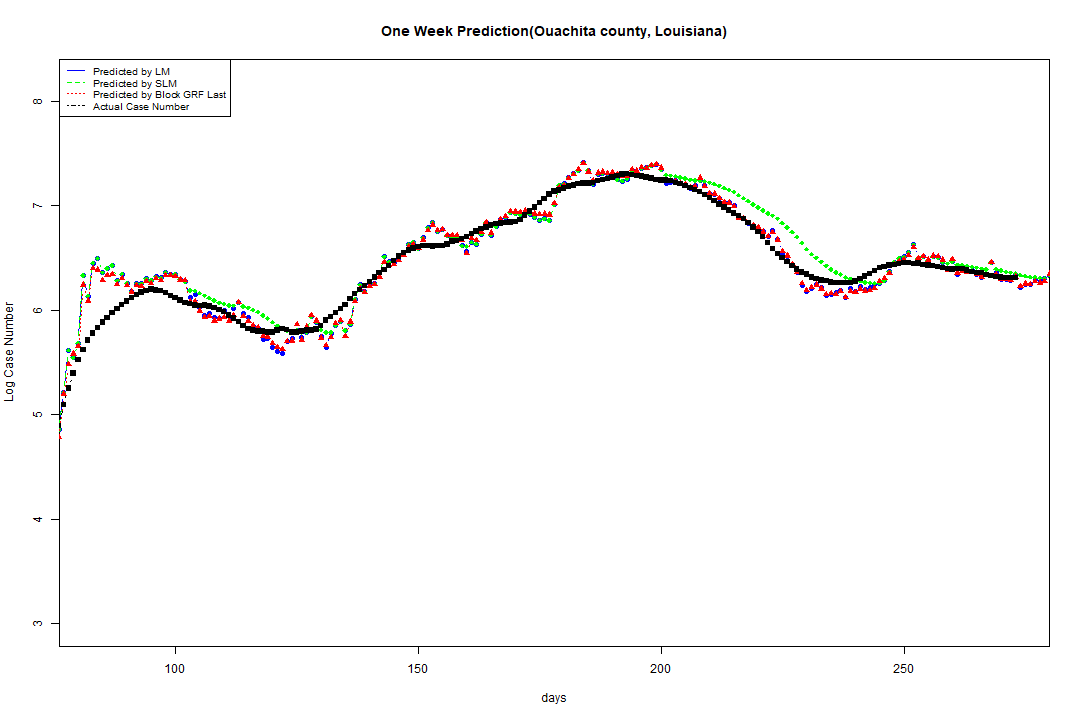 One Week Prediction(Ouachita county, Louisiana)
Predicted by LM
Predicted by SLM
Predicted by Block GRF Last
Actual Case Number
8
7
6
5
4
3
Log Case Number
100 150 200 250
days